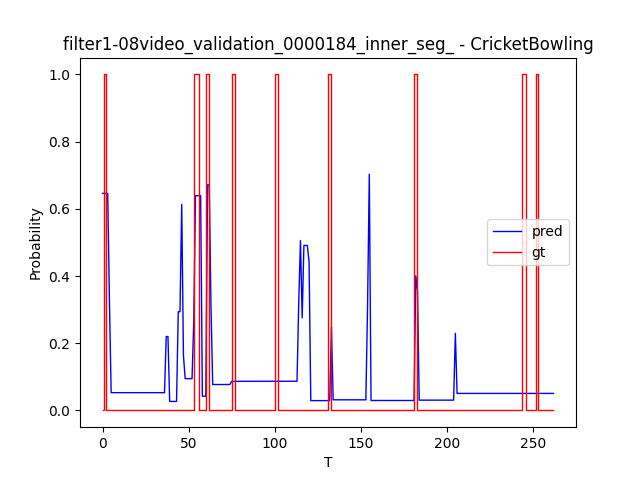 filter1-08video_validation_0000184_inner_seg_ - CricketBowling
1.0
0.8
0.6
0.4
0.2
0.0
Probability
pred
gt
0
50
100
150
200
250
T